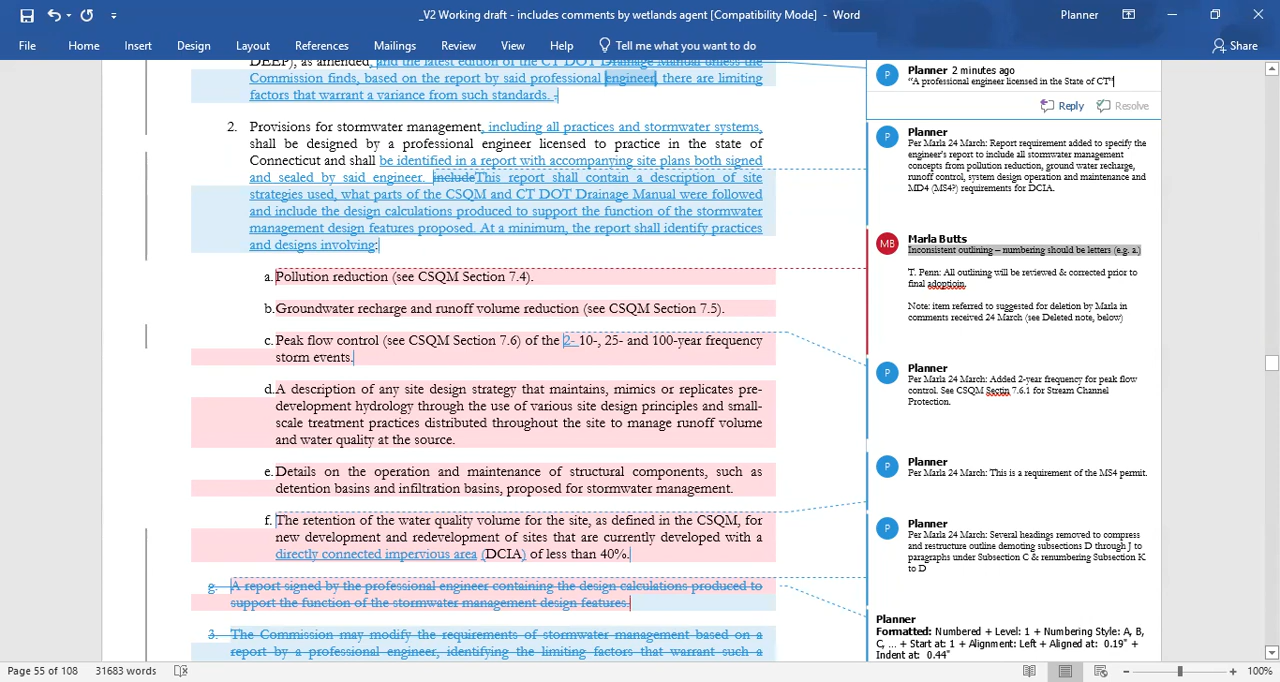 _V2 Working draft - includes comments by wetlands agent [Compatibility Mode] - Word
Planner
File Home Insert Design Layout References Mailings Review View Help Tell me what you want to do
Share
DEEP), as amended, and the latest edition of the CT DOT Drainage Manual unless the
Commission finds, based on the report by said professional engineer, there are limiting
factors that warrant a variance from such standards. .
2. Provisions for stormwater management, including all practices and stormwater systems,
shall be designed by a professional engineer licensed to practice in the state of
Connecticut and shall be identified in a report with accompanying site plans both signed
and sealed by said engineer. includeThis report shall contain a description of site
strategies used, what parts of the CSQM and CT DOT Drainage Manual were followed
and include the design calculations produced to support the function of the stormwater
management design features proposed. At a minimum, the report shall identify practices
and designs involving:
a. Pollution reduction (see CSQM Section 7.4).
b. Groundwater recharge and runoff volume reduction (see CSQM Section 7.5).
c. Peak flow control (see CSQM Section 7.6) of the 2- 10-, 25- and 100-year frequency
storm events.
d. A description of any site design strategy that maintains, mimics or replicates pre-
development hydrology through the use of various site design principles and small-
scale treatment practices distributed throughout the site to manage runoff volume
and water quality at the source.
e. Details on the operation and maintenance of structural components, such as
detention basins and infiltration basins, proposed for stormwater management.
f. The retention of the water quality volume for the site, as defined in the CSQM, for
new development and redevelopment of sites that are currently developed with a
directly connected impervious area (DCIA) of less than 40%.
g. A report signed by the professional engineer containing the design calculations produced to
support the function of the stormwater management design features.
3. The Commission may modify the requirements of stormwater management based on a
report by a professional engineer, identifying the limiting factors that warrant such a
P
Planner 2 minutes ago
"A professional engineer licensed in the State of CT"
Reply Resolve
P
Planner
Per Marla 24 March: Report requirement added to specify the
engineer's report to include all stormwater management
concepts from pollution reduction, ground water recharge,
runoff control, system design operation and maintenance and
MD4 (MS4?) requirements for DCIA.
MB
Marla Butts
Inconsistent outlining – numbering should be letters (e.g. a.)
T. Penn: All outlining will be reviewed & corrected prior to
final adoptioin.
Note: item referred to suggested for deletion by Marla in
comments received 24 March (see Deleted note, below)
P
Planner
Per Marla 24 March: Added 2-year frequency for peak flow
control. See CSQM Sectin 7.6.1 for Stream Channel
Protection.
P
Planner
Per Marla 24 March: This is a requirement of the MS4 permit.
P
Planner
Per Marla 24 March: Several headings removed to compress
and restructure outline demoting subsections D through J to
paragraphs under Subsection C & renumbering Subsection K
to D
Planner
Formatted: Numbered + Level: 1 + Numbering Style: A, B,
C, ... + Start at: 1 + Alignment: Left + Aligned at: 0.19" +
Indent at: 0.44"
Page 55 of 108 31683 words
100%